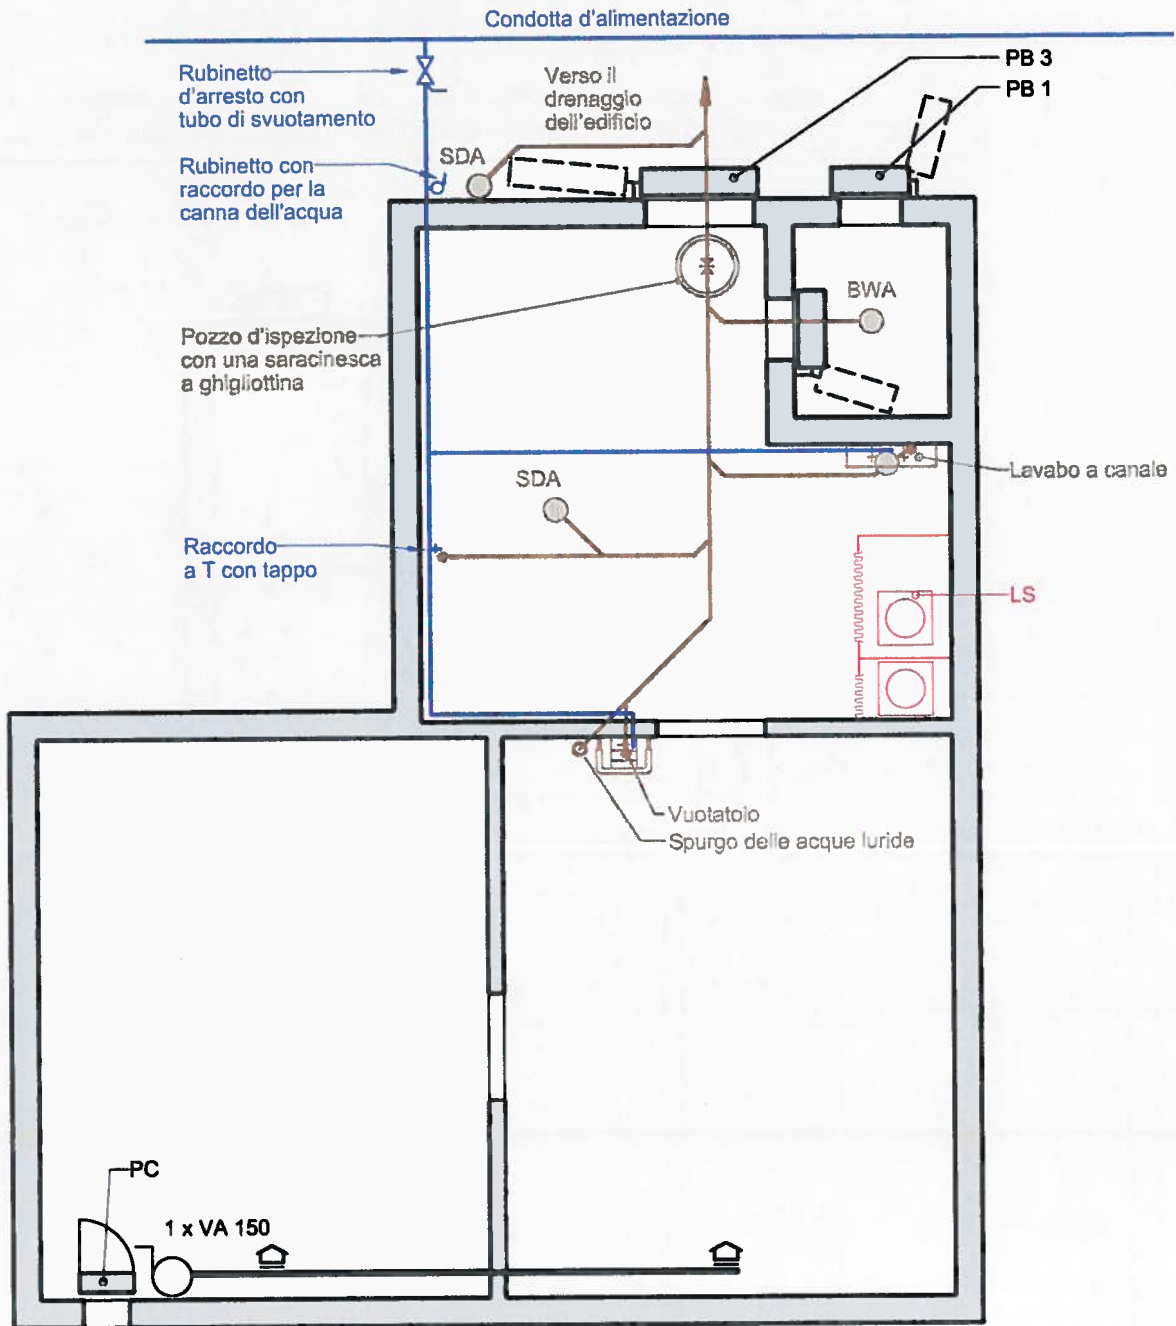 Condotta d'alimentazione
Rubinetto
d'arresto con
tubo di svuotamento
Verso il
drenaggio
dell'edificio
PB 3
PB 1
Rubinetto con
raccordo per la
canna dell'acqua
SDA
BWA
Pozzo d'ispezione
con una saracinesca
a ghigliottina
SDA
Lavabo a canale
Raccordo
a T con tappo
LS
Vuotatoio
Spurgo delle acque luride
PC
1 x VA 150